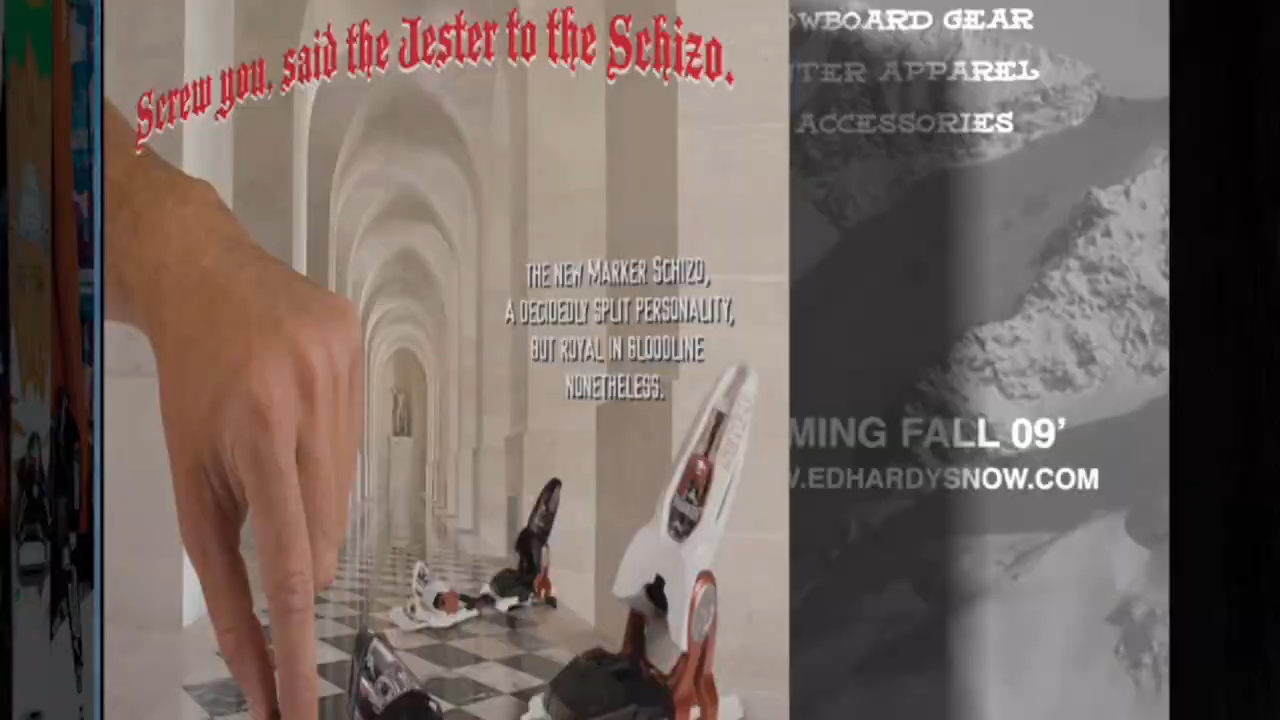 Screw you, said the Jester to the Schizo.
THE NEW MARKER SCHIZO,
A DECIDEDLY SPLIT PERSONALITY,
BUT ROYAL IN BLOODLINE
NONETHELESS.
OWBOARD GEAR
NTER APPAREL
ACCESSORIES
MING FALL 09'
W.EDHARDYSNOW.COM